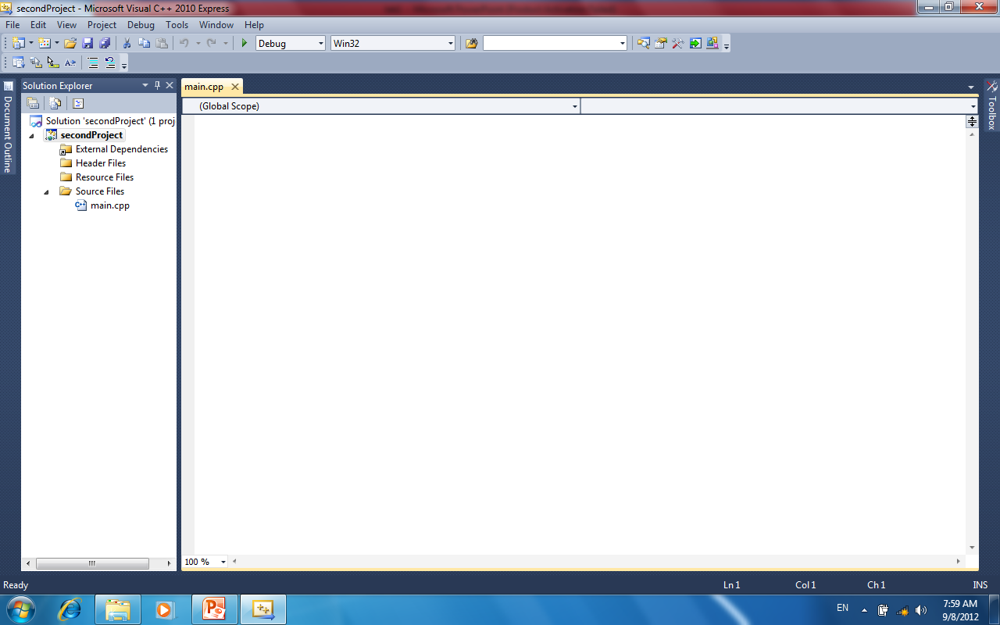 secondProject - Microsoft Visual C++ 2010 Express
File Edit View Project Debug Tools Window Help
Debug Win32
Document Outline
Solution Explorer
Solution 'secondProject' (1 proj
secondProject
External Dependencies
Header Files
Resource Files
Source Files
main.cpp
main.cpp
(Global Scope)
Toolbox
100 %
Ready Ln 1 Col 1 Ch 1 INS
EN 7:59 AM
9/8/2012